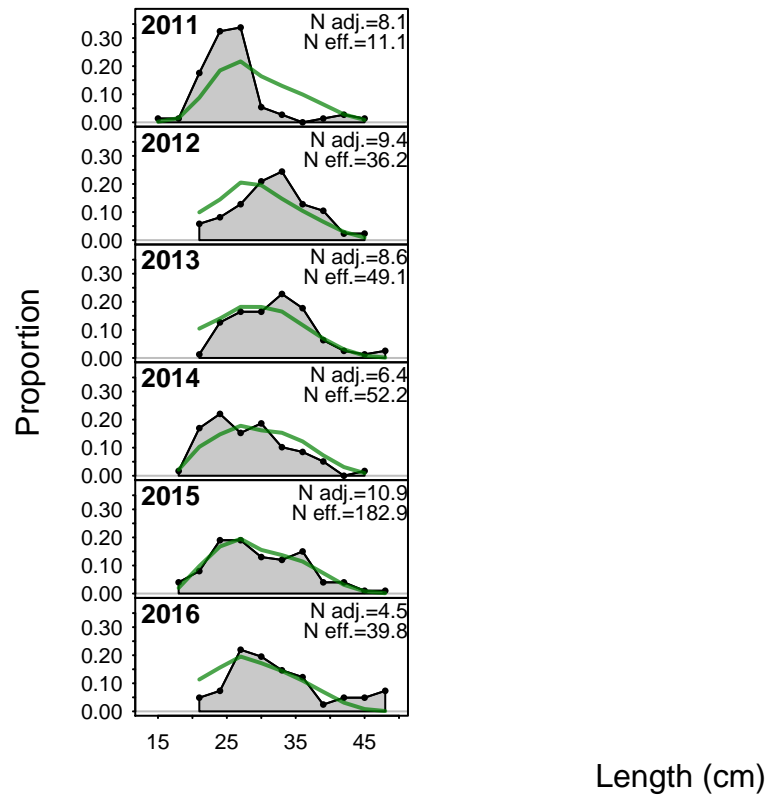 Proportion
2011
N adj.=8.1
N eff.=11.1
0.30
0.20
0.10
0.00
2012
N adj.=9.4
N eff.=36.2
0.30
0.20
0.10
0.00
2013
N adj.=8.6
N eff.=49.1
0.30
0.20
0.10
0.00
2014
N adj.=6.4
N eff.=52.2
0.30
0.20
0.10
0.00
2015
N adj.=10.9
N eff.=182.9
0.30
0.20
0.10
0.00
2016
N adj.=4.5
N eff.=39.8
0.30
0.20
0.10
0.00
15 25 35 45
Length (cm)